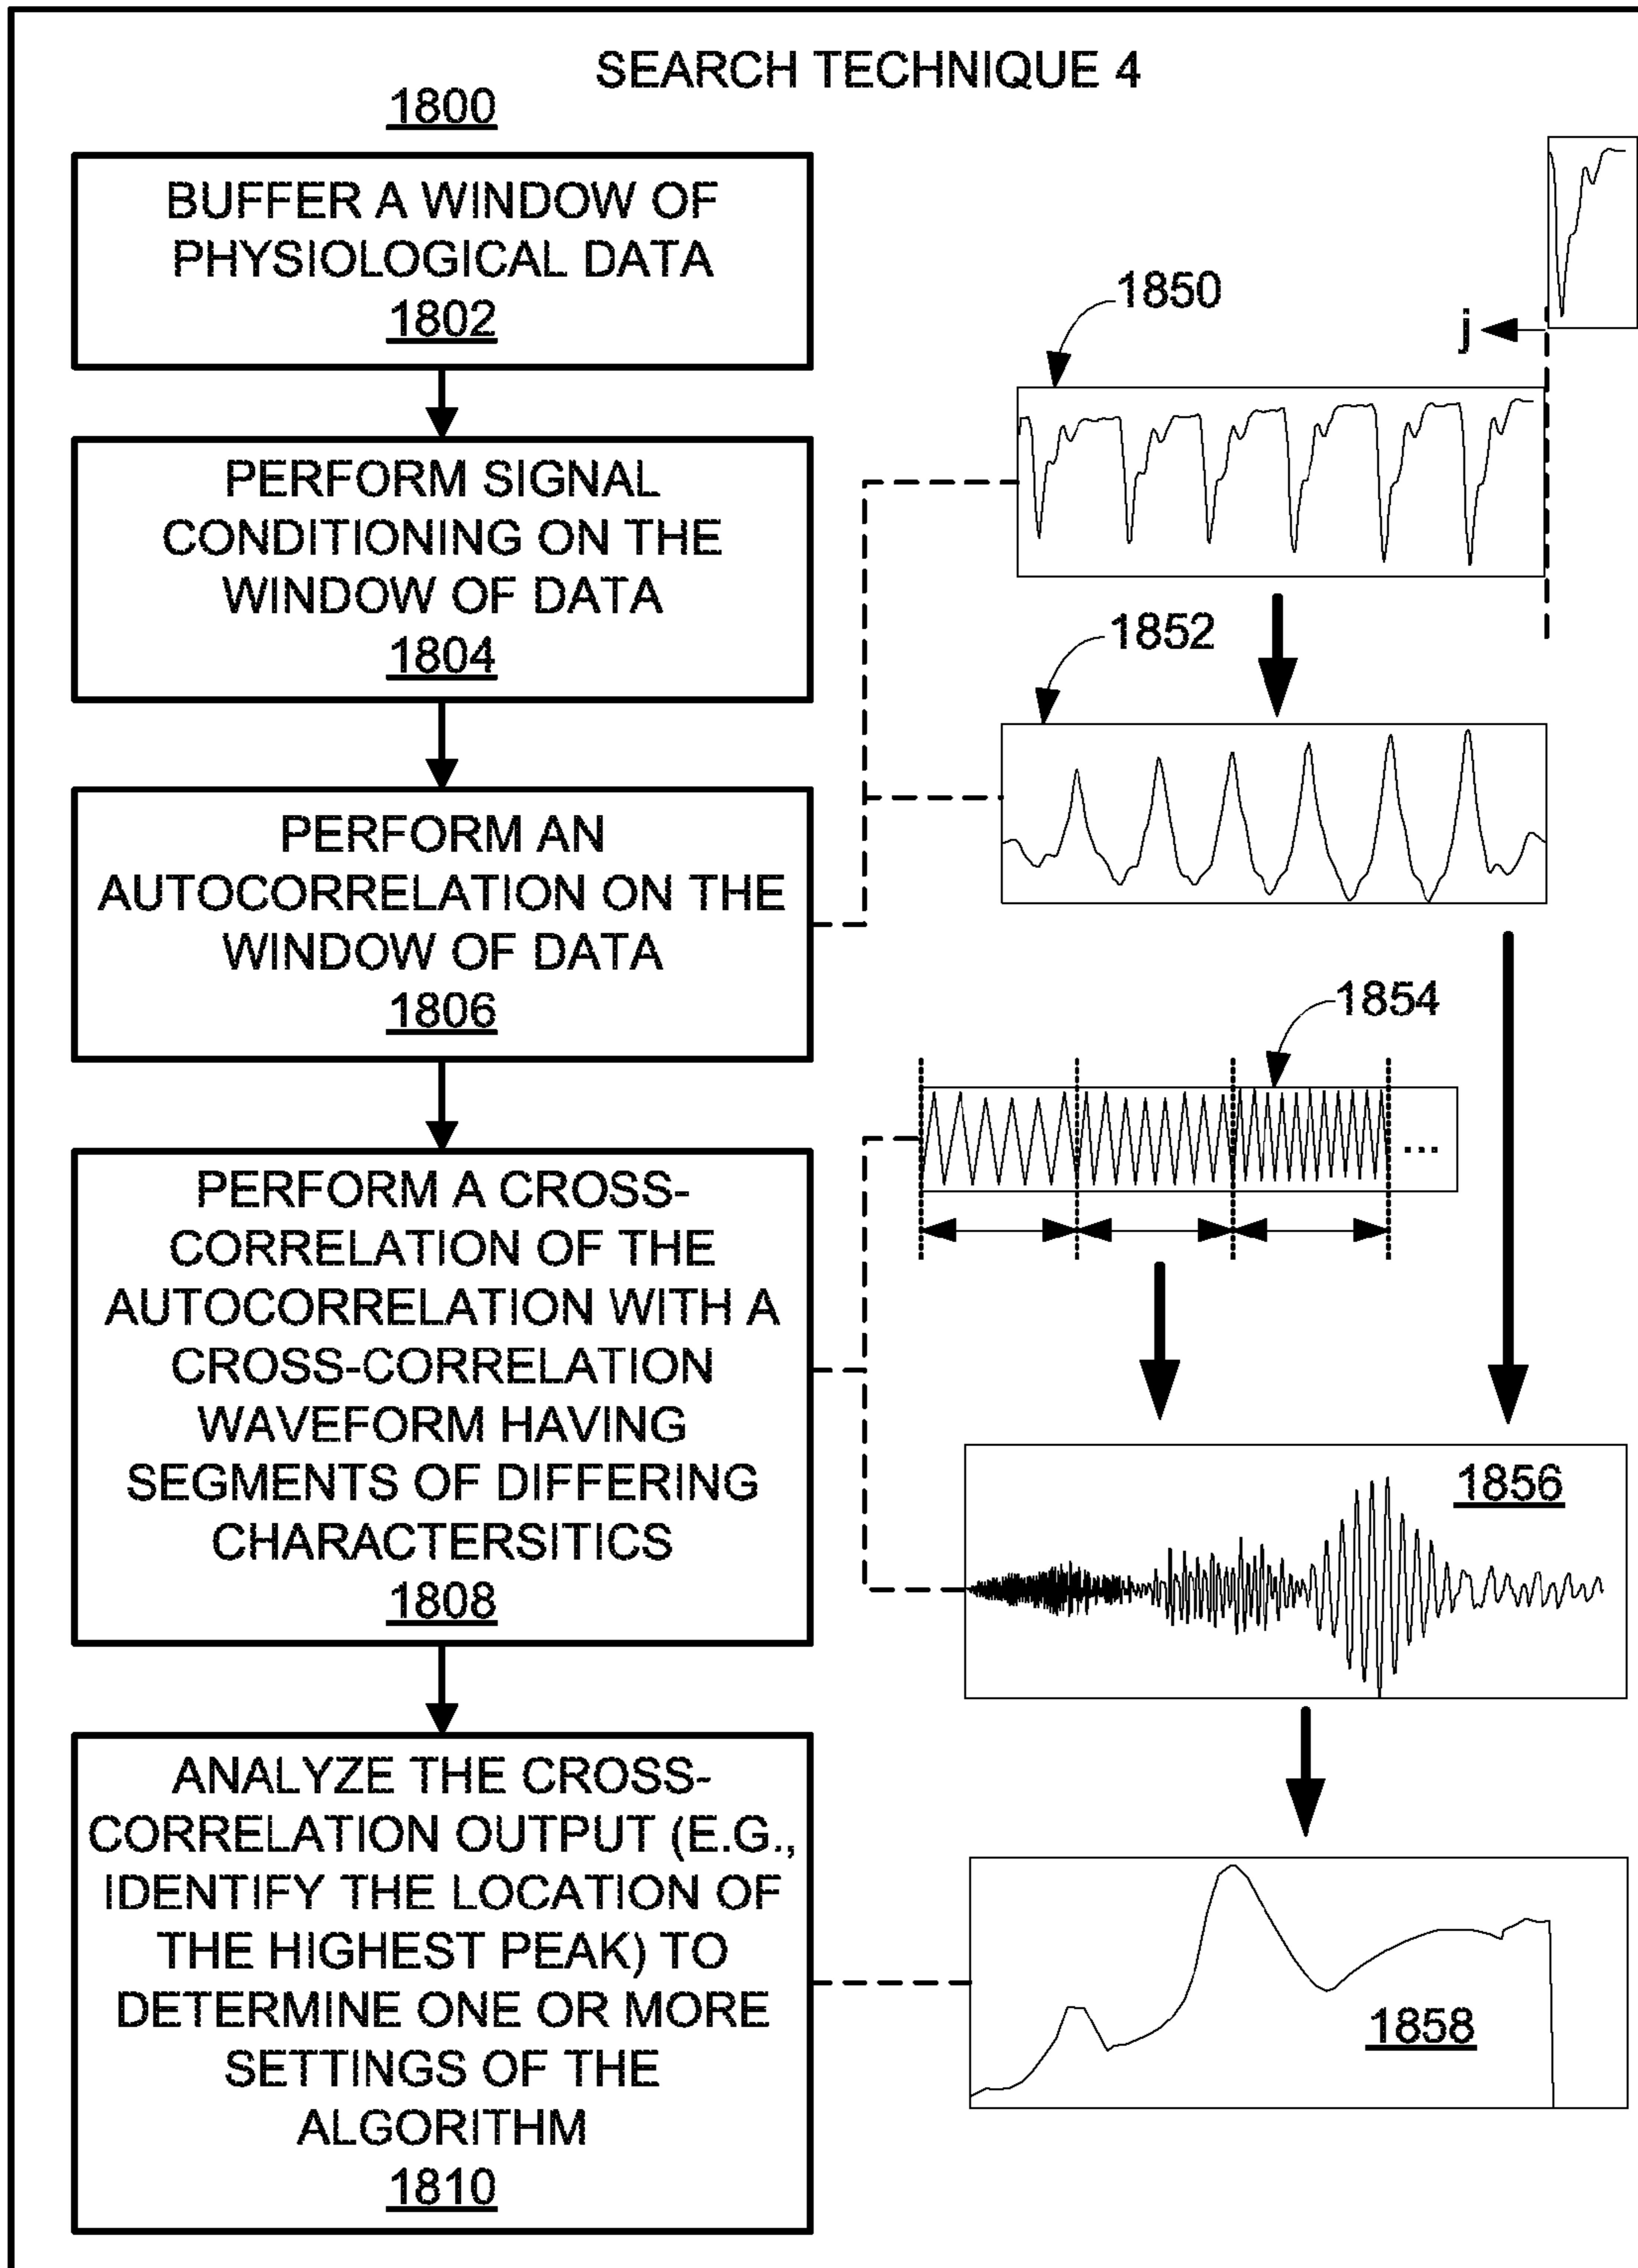 SEARCH TECHNIQUE 4
1800
BUFFER A WINDOW OF
PHYSIOLOGICAL DATA
1802
PERFORM SIGNAL
CONDITIONING ON THE
WINDOW OF DATA
1804
PERFORM AN
AUTOCORRELATION ON THE
WINDOW OF DATA
1806
PERFORM A CROSS-
CORRELATION OF THE
AUTOCORRELATION WITH A
CROSS-CORRELATION
WAVEFORM HAVING
SEGMENTS OF DIFFERING
CHARACTERSITICS
1808
ANALYZE THE CROSS-
CORRELATION OUTPUT (E.G.,
IDENTIFY THE LOCATION OF
THE HIGHEST PEAK) TO
DETERMINE ONE OR MORE
SETTINGS OF THE
ALGORITHM
1810
j
1850
1852
1854
...
1856
1858